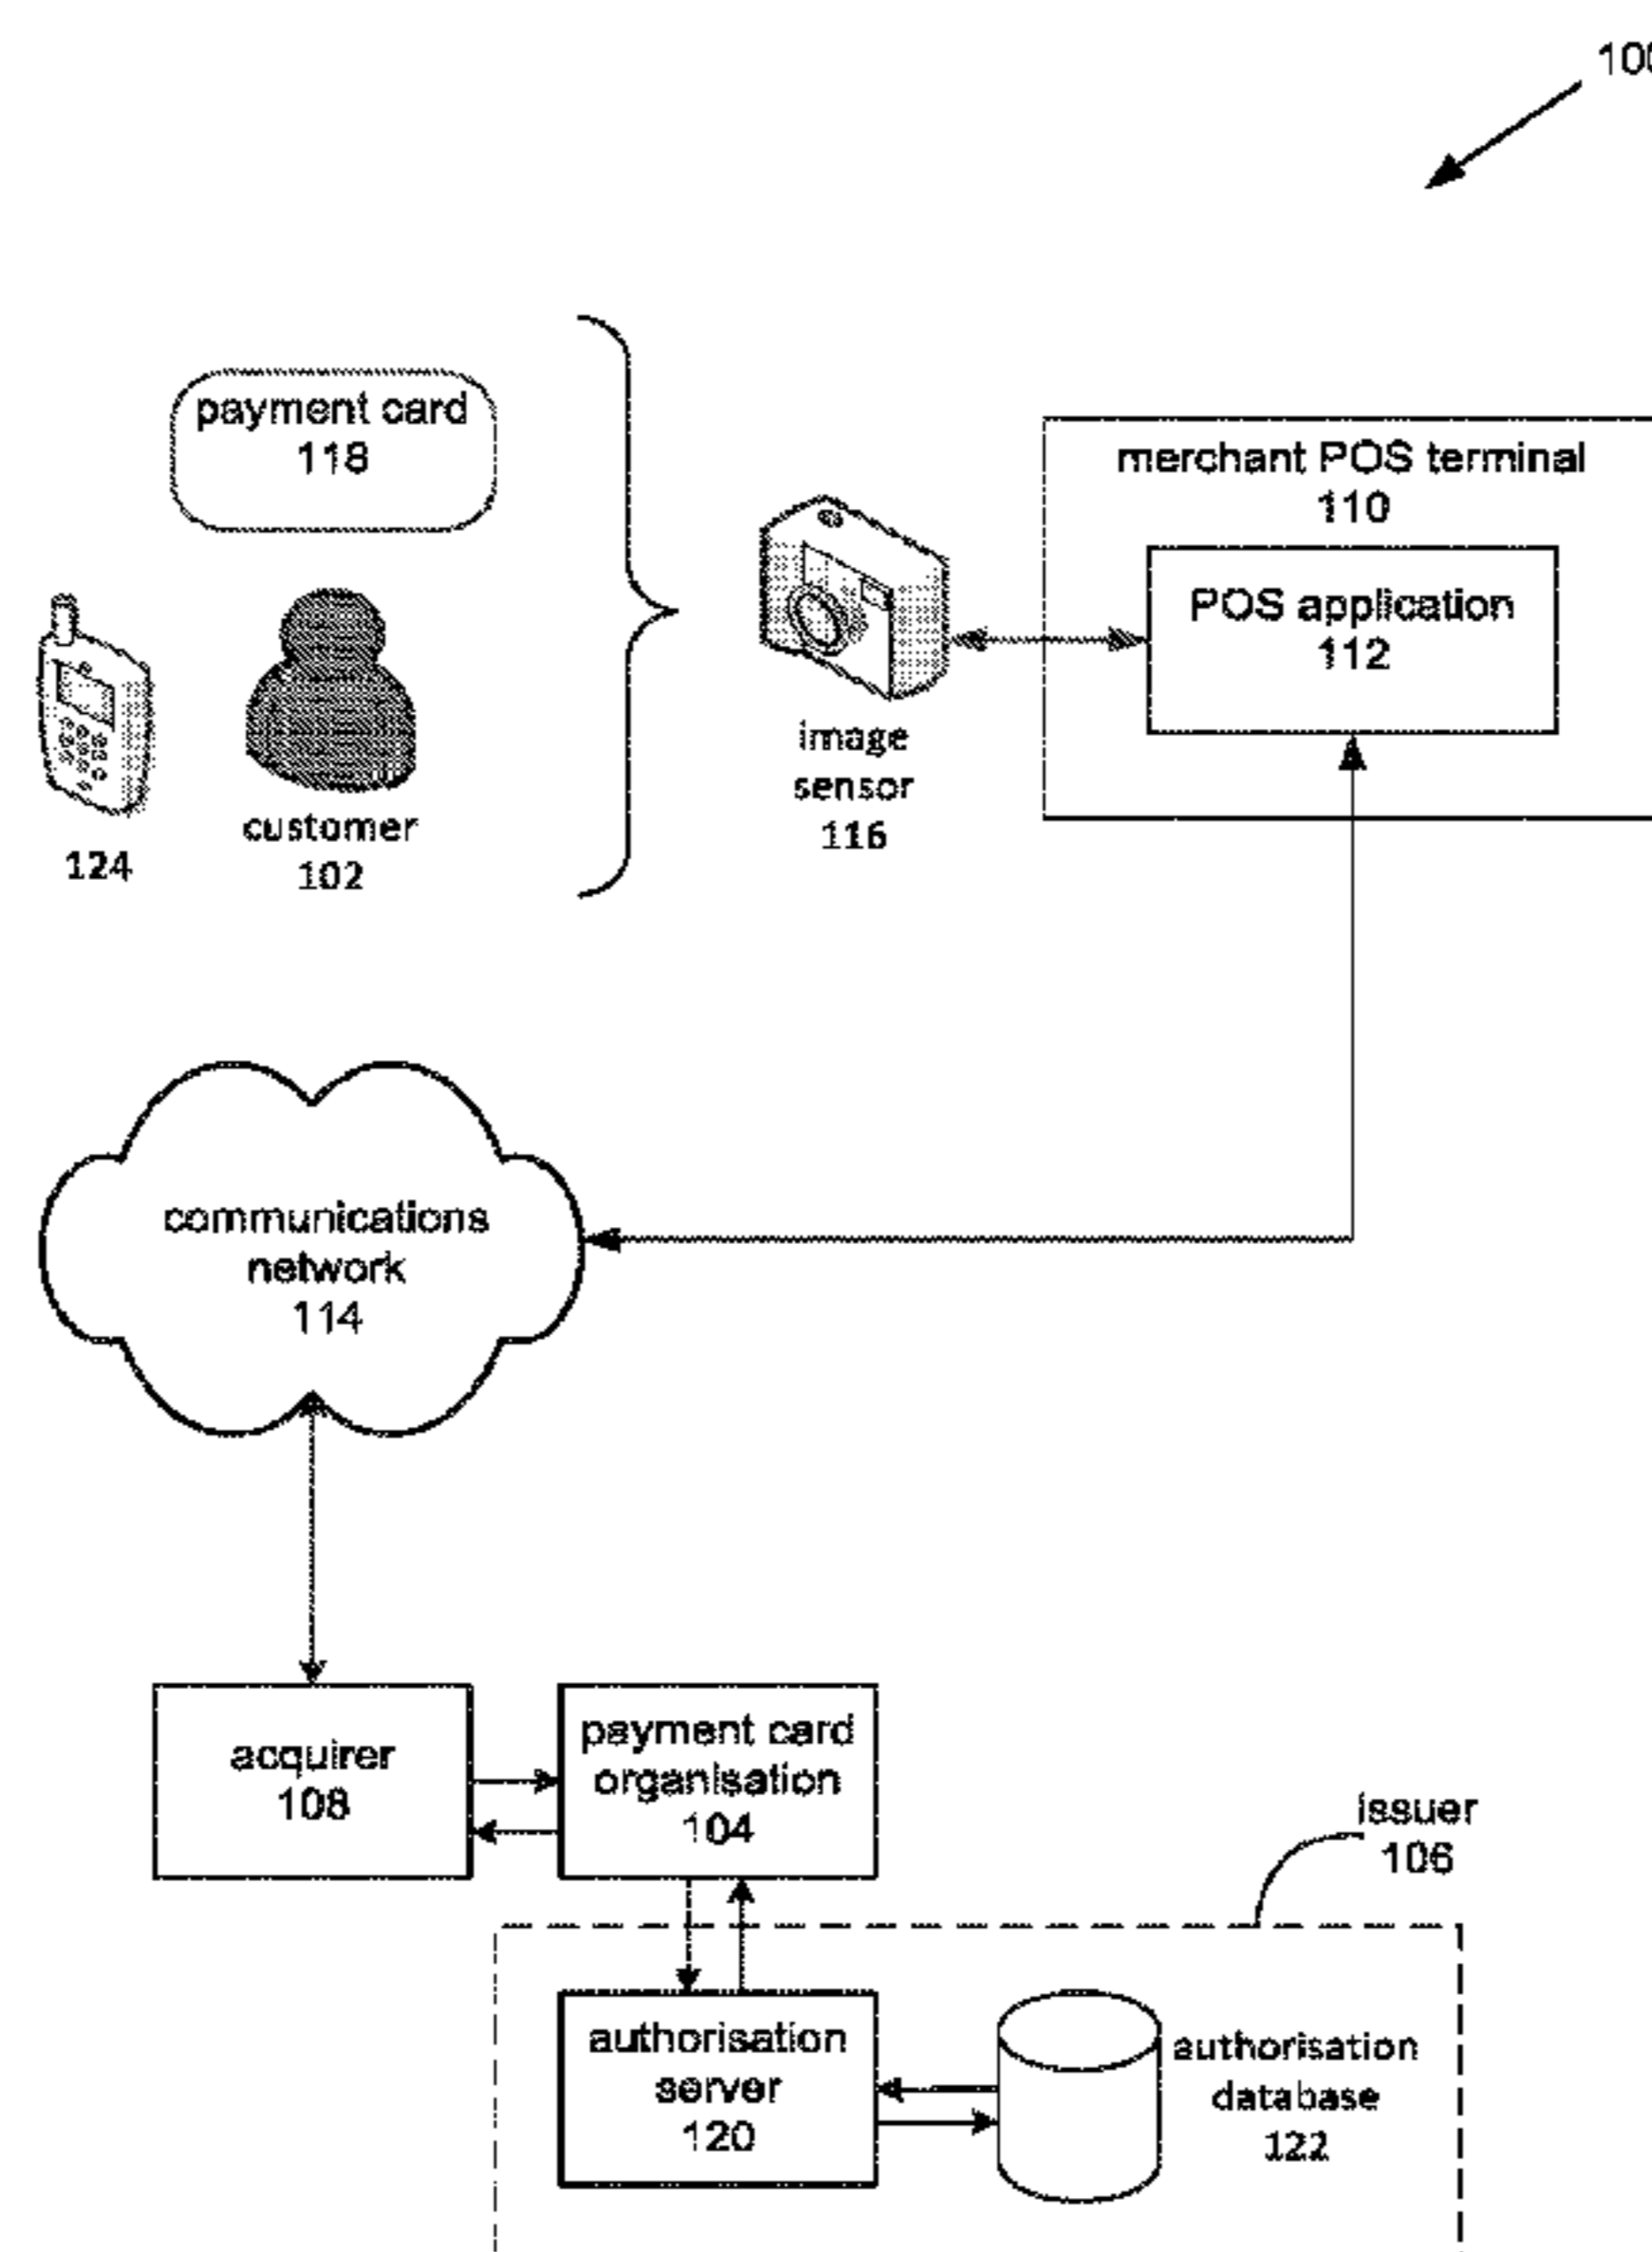 100
payment card
118
merchant POS terminal
110
POS application
112
image
sensor
116
customer
102
124
communications
network
114
acquirer
108
payment card
organisation
104
issuer
106
authorisation
server
120
authorisation
database
122